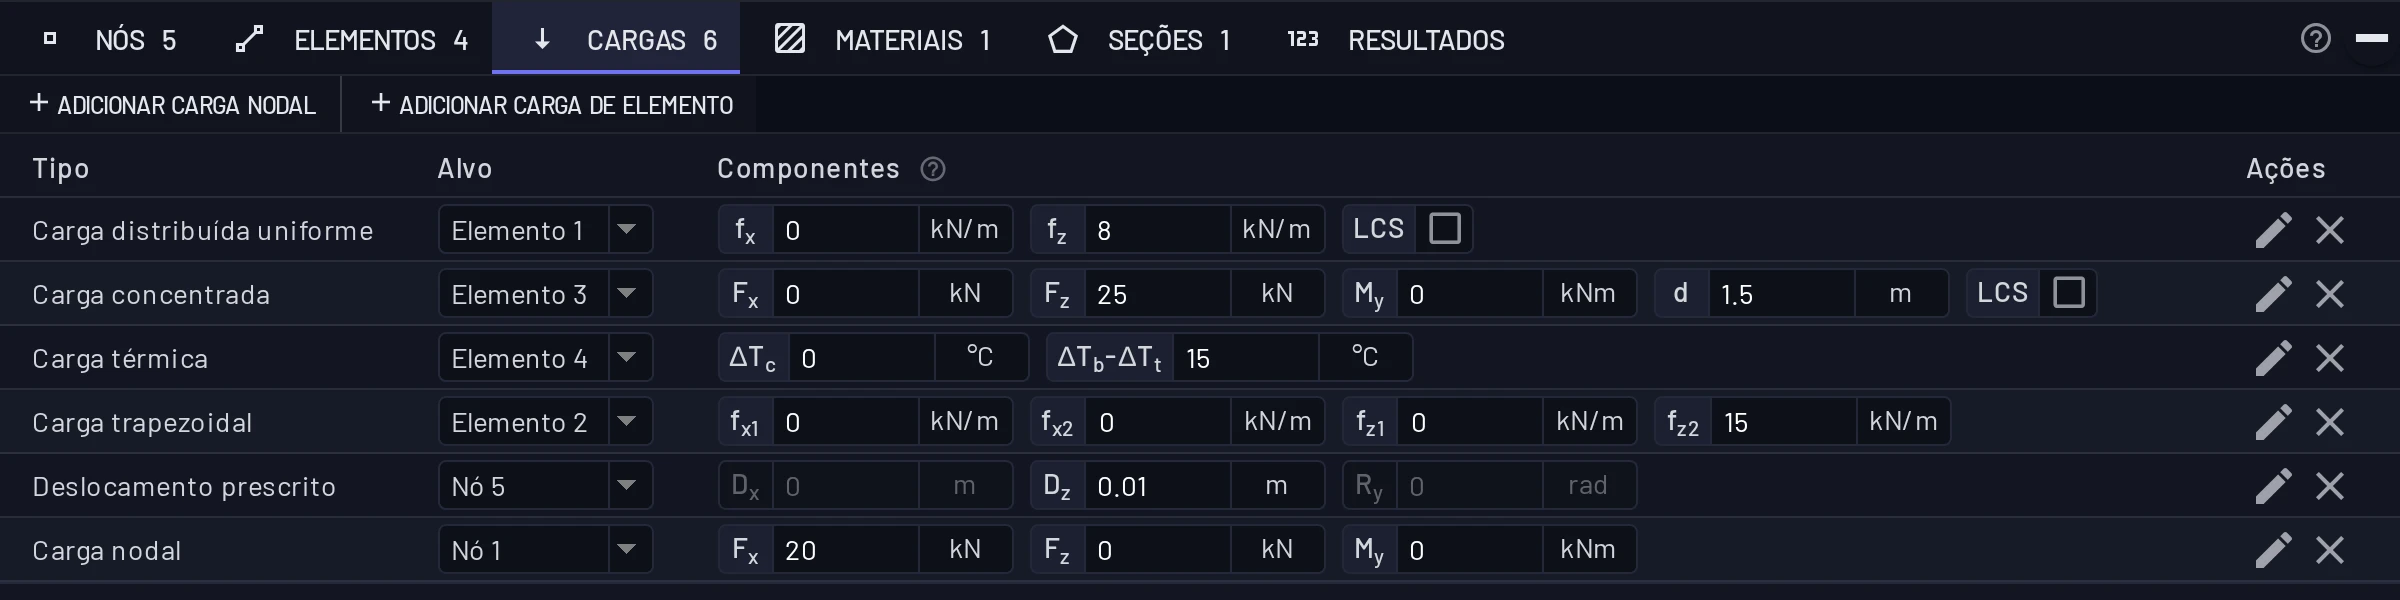 NÓS 5 ELEMENTOS 4 CARGAS 6 MATERIAIS 1 SEÇÕES 1 123 RESULTADOS ?
+ ADICIONAR CARGA NODAL + ADICIONAR CARGA DE ELEMENTO
Tipo Alvo Componentes ? Ações
Carga distribuída uniforme Elemento 1 fx 0 kN/m fz 8 kN/m LCS
Carga concentrada Elemento 3 Fx 0 kN Fz 25 kN My 0 kNm d 1.5 m LCS
Carga térmica Elemento 4 ΔTc 0 °C ΔTb-ΔTt 15 °C
Carga trapezoidal Elemento 2 fx1 0 kN/m fx2 0 kN/m fz1 0 kN/m fz2 15 kN/m
Deslocamento prescrito Nó 5 Dx 0 m Dz 0.01 m Ry 0 rad
Carga nodal Nó 1 Fx 20 kN Fz 0 kN My 0 kNm